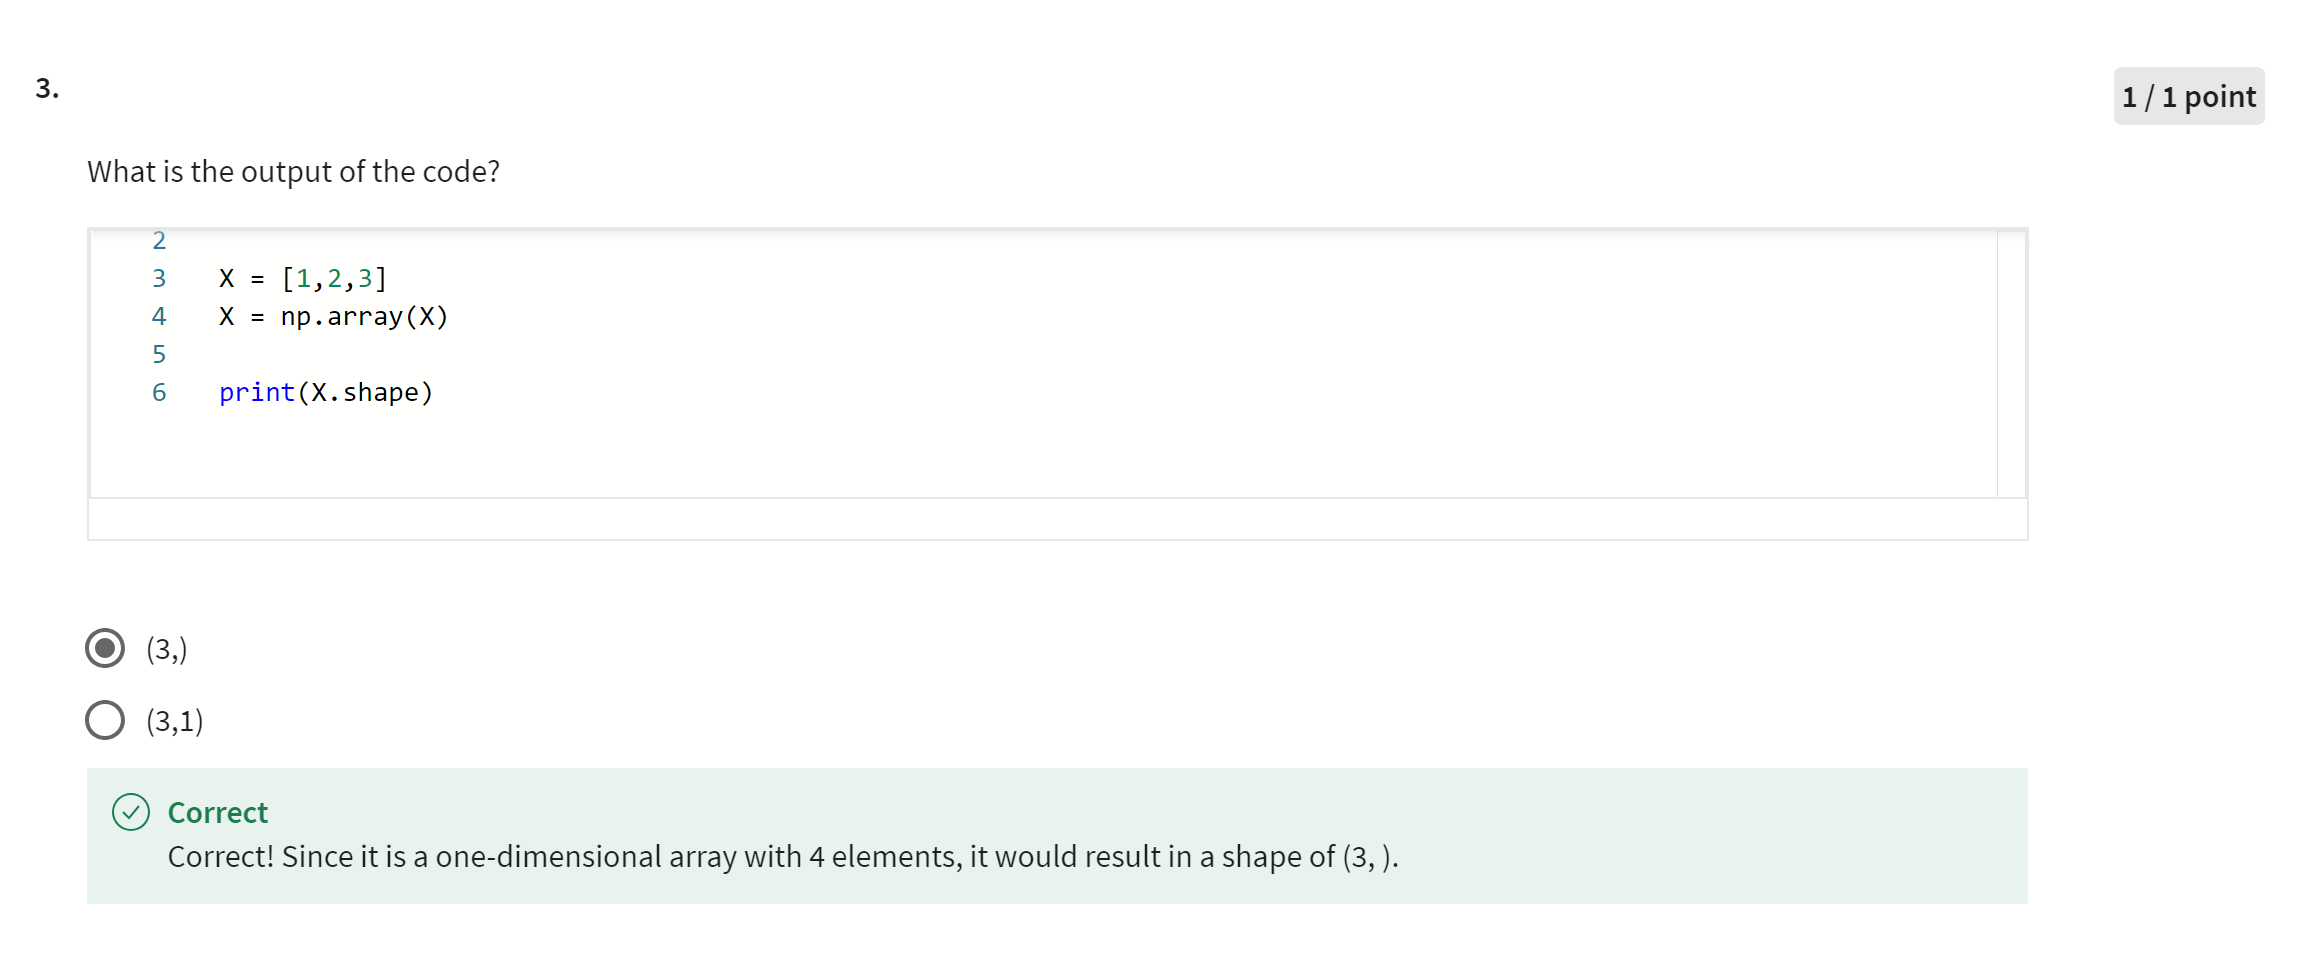 3.
1 / 1 point
What is the output of the code?
2
3 X = [1,2,3]
4 X = np.array(X)
5
6 print(X.shape)
(3,)
(3,1)
Correct
Correct! Since it is a one-dimensional array with 4 elements, it would result in a shape of (3, ).